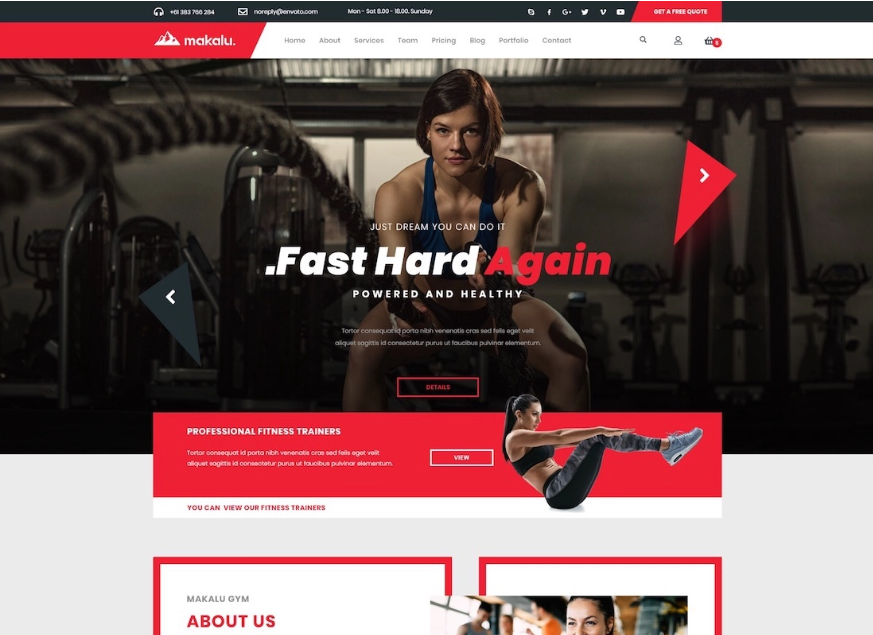 +61 383 766 284
noreply@envato.com
Mon - Sat 8.00 - 18.00. Sunday
G+
GET A FREE QUOTE
makalu.
Home About Services Team Pricing Blog Portfolio Contact
JUST DREAM YOU CAN DO IT
.Fast Hard Again
POWERED AND HEALTHY
Tortor consequat id porta nibh venenatis cras sed felis eget velit
aliquet sagittis id consectetur purus ut faucibus pulvinar elementum.
DETAILS
PROFESSIONAL FITNESS TRAINERS
Tortor consequat id porta nibh venenatis cras sed felis eget velit
aliquet sagittis id consectetur purus ut faucibus pulvinar elementum.
VIEW
YOU CAN VIEW OUR FITNESS TRAINERS
MAKALU GYM
ABOUT US